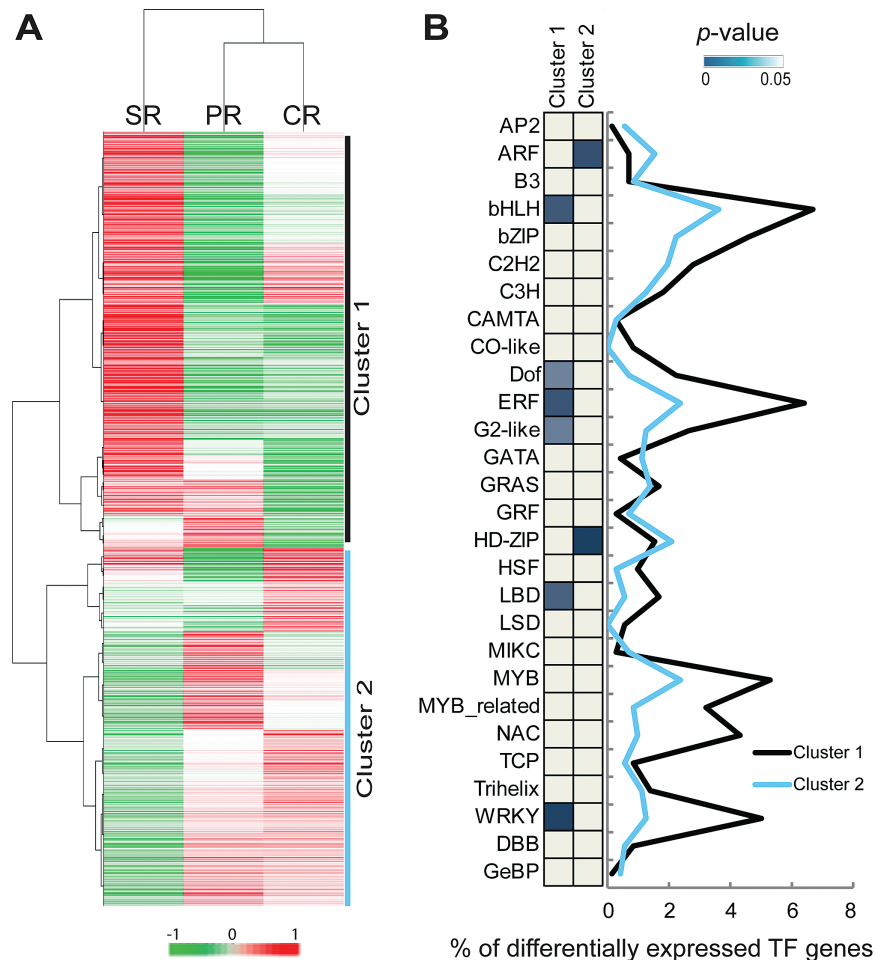 A
SR PR CR
Cluster 1
Cluster 2
-1 0 1
B
Cluster 1
Cluster 2
p-value
0 0.05
AP2
ARF
B3
bHLH
bZIP
C2H2
C3H
CAMTA
CO-like
Dof
ERF
G2-like
GATA
GRAS
GRF
HD-ZIP
HSF
LBD
LSD
MIKC
MYB
MYB_related
NAC
TCP
Trihelix
WRKY
DBB
GeBP
Cluster 1
Cluster 2
0 2 4 6 8
% of differentially expressed TF genes